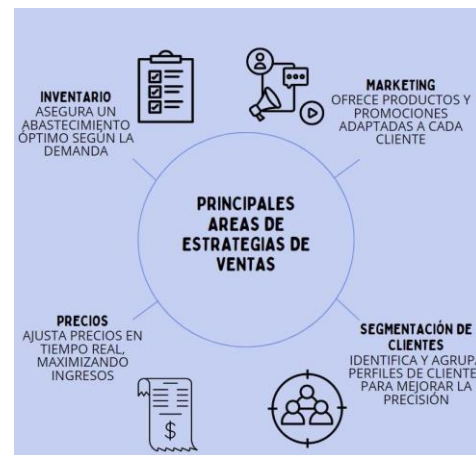 INVENTARIO
ASEGURA UN
ABASTECIMIENTO
ÓPTIMO SEGÚN LA
DEMANDA
MARKETING
OFRECE PRODUCTOS Y
PROMOCIONES
ADAPTADAS A CADA
CLIENTE
PRINCIPALES
AREAS DE
ESTRATEGIAS DE
VENTAS
PRECIOS
AJUSTA PRECIOS EN
TIEMPO REAL,
MAXIMIZANDO
INGRESOS
$
SEGMENTACIÓN DE
CLIENTES
IDENTIFICA Y AGRUPA
PERFILES DE CLIENTE
PARA MEJORAR LA
PRECISIÓN